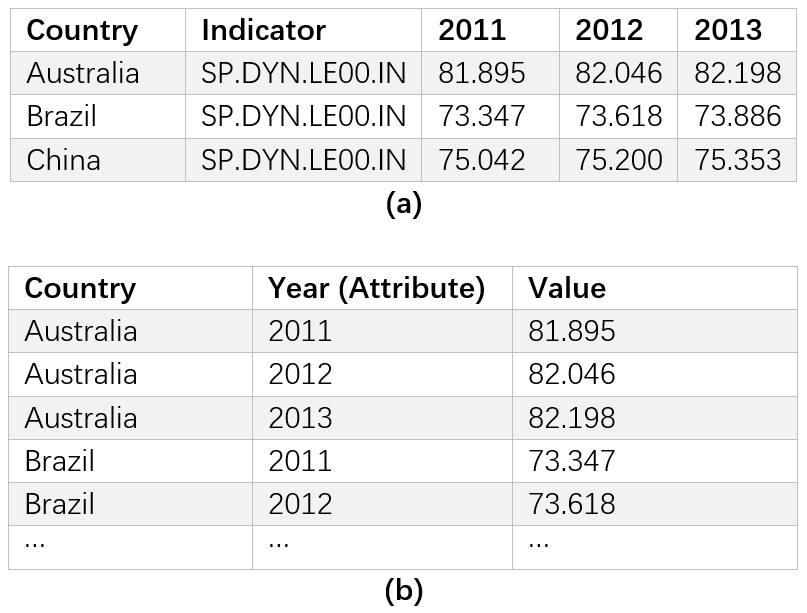 Country Indicator 2011 2012 2013
Australia SP.DYN.LE00.IN 81.895 82.046 82.198
Brazil SP.DYN.LE00.IN 73.347 73.618 73.886
China SP.DYN.LE00.IN 75.042 75.200 75.353
(a)
Country Year (Attribute) Value
Australia 2011 81.895
Australia 2012 82.046
Australia 2013 82.198
Brazil 2011 73.347
Brazil 2012 73.618
... ... ...
(b)